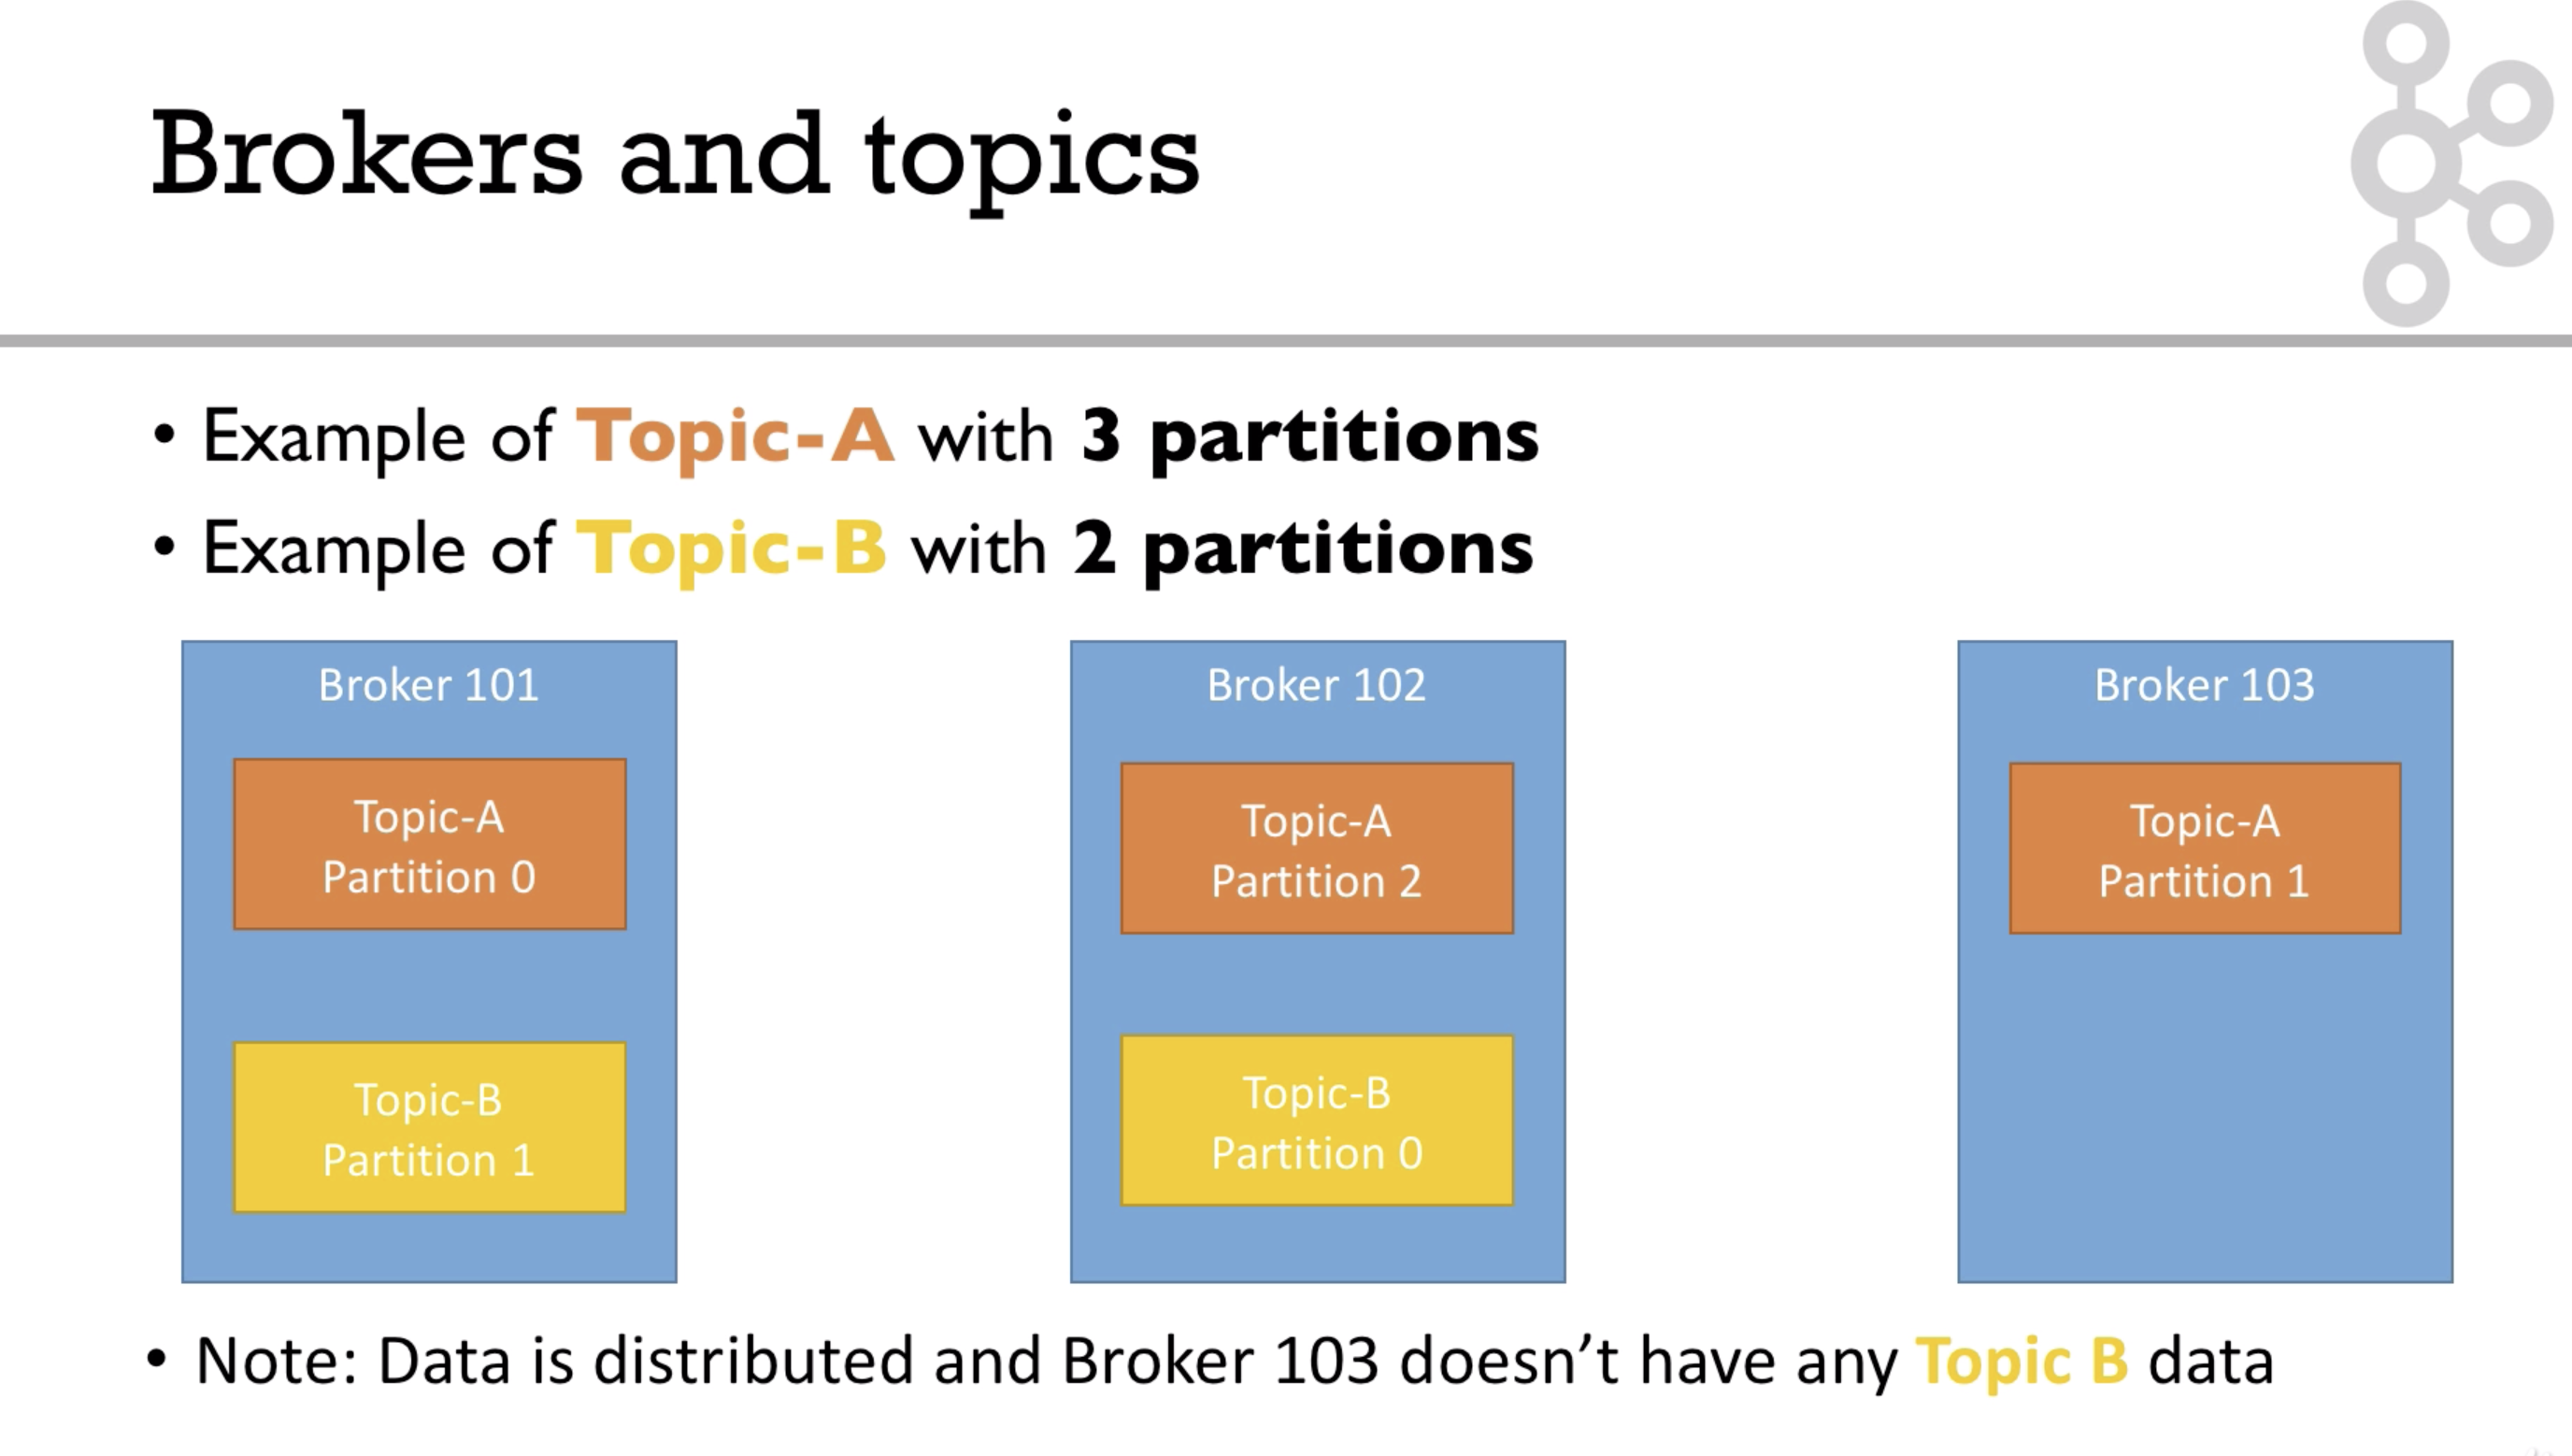 Brokers and topics
• Example of Topic-A with 3 partitions
• Example of Topic-B with 2 partitions
Broker 101
Topic-A
Partition 0
Topic-B
Partition 1
Broker 102
Topic-A
Partition 2
Topic-B
Partition 0
Broker 103
Topic-A
Partition 1
• Note: Data is distributed and Broker 103 doesn’t have any Topic B data